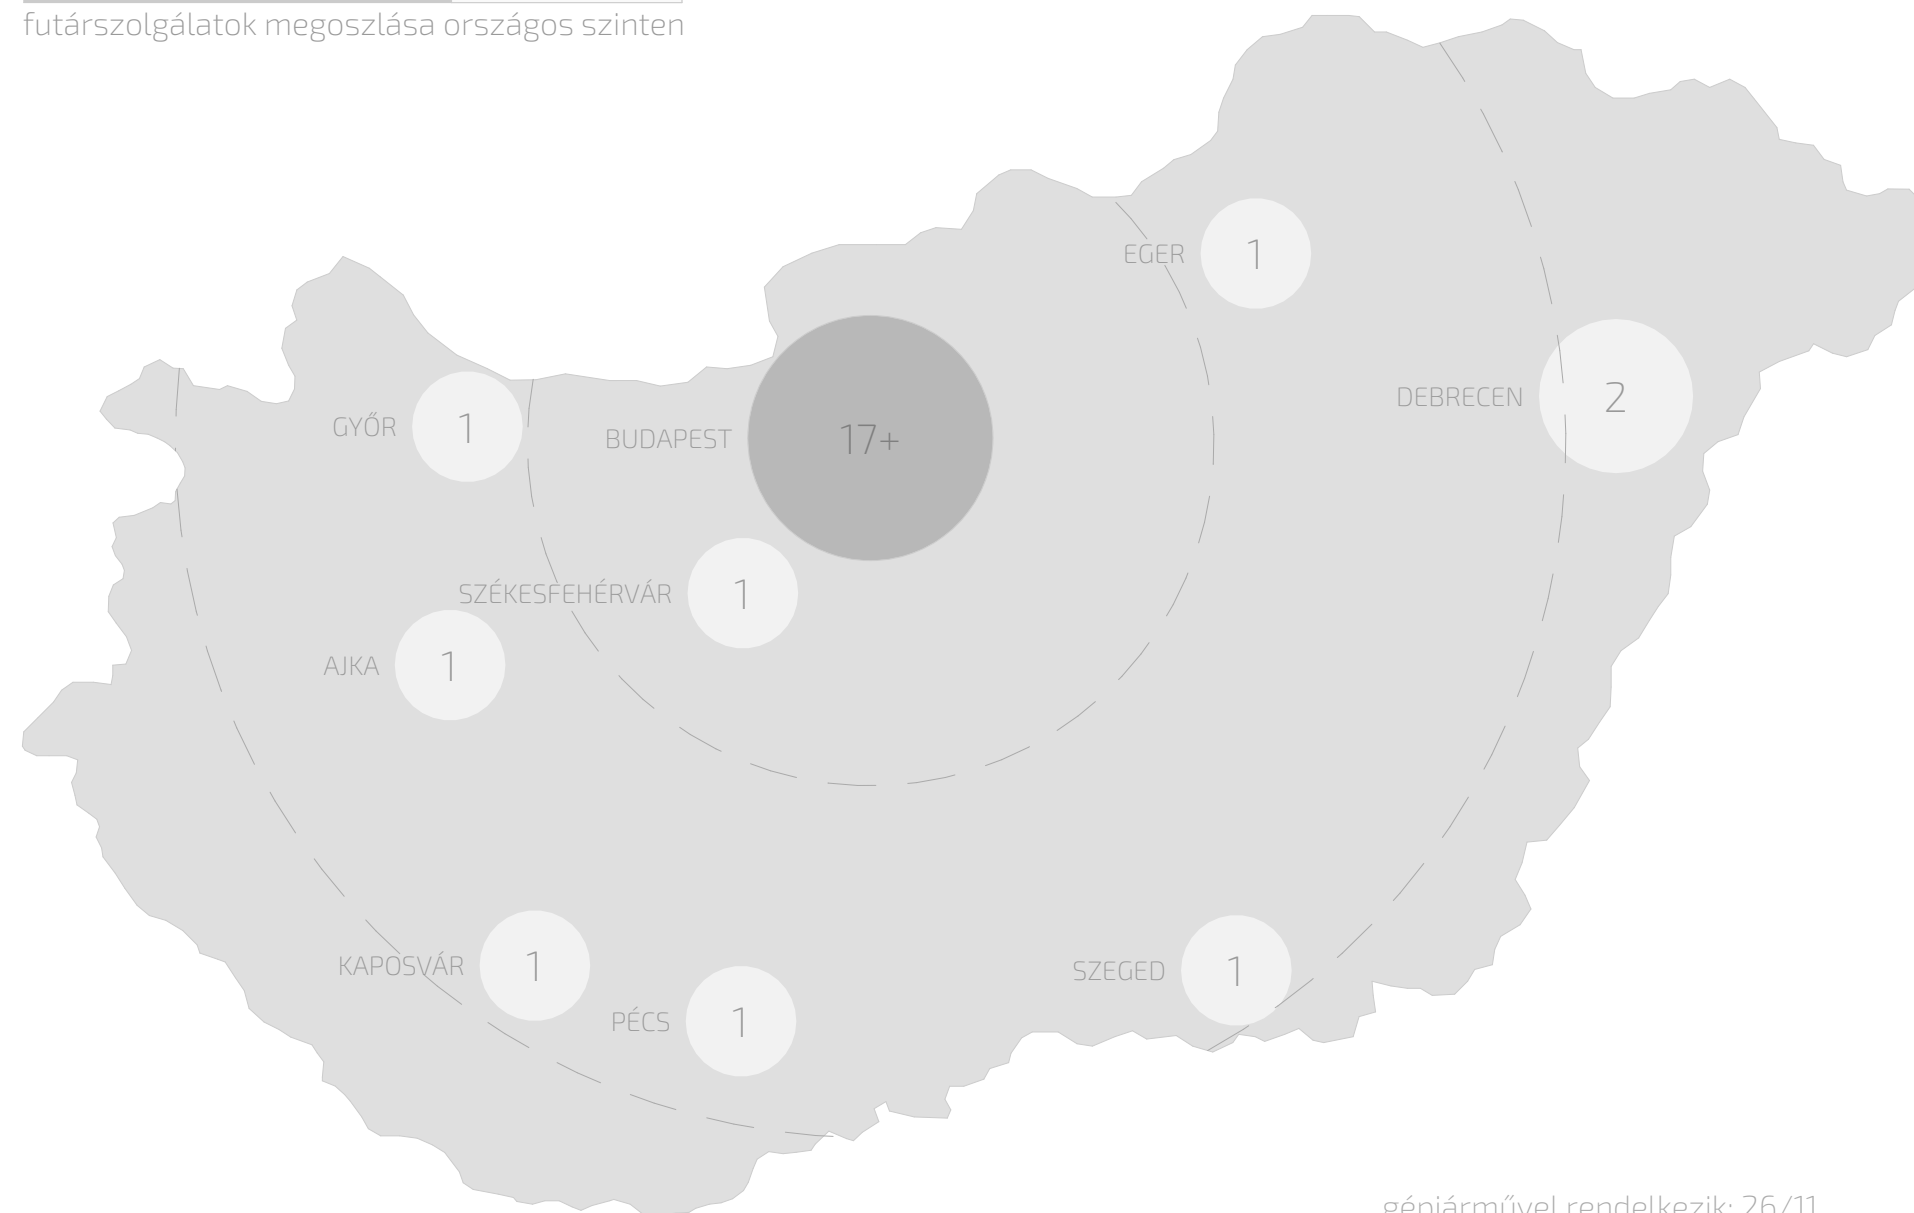 futárszolgálatok megoszlása országos szinten
EGER 1
DEBRECEN 2
GYŐR 1
BUDAPEST 17+
SZÉKESFEHÉRVÁR 1
AJKA 1
KAPOSVÁR 1
SZEGED 1
PÉCS 1
gépjárművel rendelkezik: 26/11